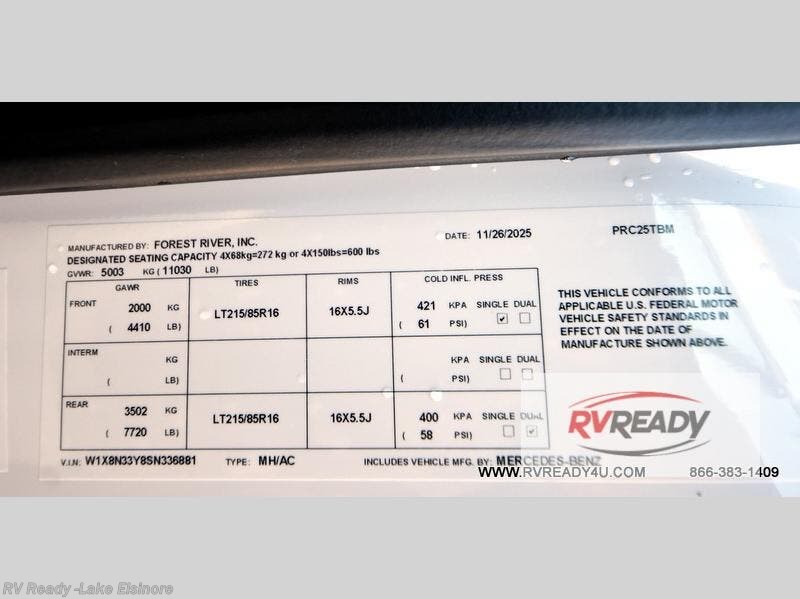 MANUFACTURED BY: FOREST RIVER, INC. DATE: 11/26/2025 PRC25TBM
DESIGNATED SEATING CAPACITY 4X68kg=272 kg or 4X150lbs=600 lbs
GVWR: 5003 KG ( 11030 LB)
GAWR TIRES RIMS COLD INFL. PRESS
FRONT 2000 KG LT215/85R16 16X5.5J 421 KPA SINGLE DUAL
( 4410 LB) ( 61 PSI) ✔
INTERM KG KPA SINGLE DUAL
( LB) ( PSI)
REAR 3502 KG LT215/85R16 16X5.5J 400 KPA SINGLE DUAL
( 7720 LB) ( 58 PSI) ✔
V.I.N: W1X8N33Y8SN336881 TYPE: MH/AC INCLUDES VEHICLE MFG. BY: MERCEDES-BENZ
THIS VEHICLE CONFORMS TO ALL
APPLICABLE U.S. FEDERAL MOTOR
VEHICLE SAFETY STANDARDS IN
EFFECT ON THE DATE OF
MANUFACTURE SHOWN ABOVE.
RVREADY
WWW.RVREADY4U.COM 866-383-1409
RV Ready -Lake Elsinore